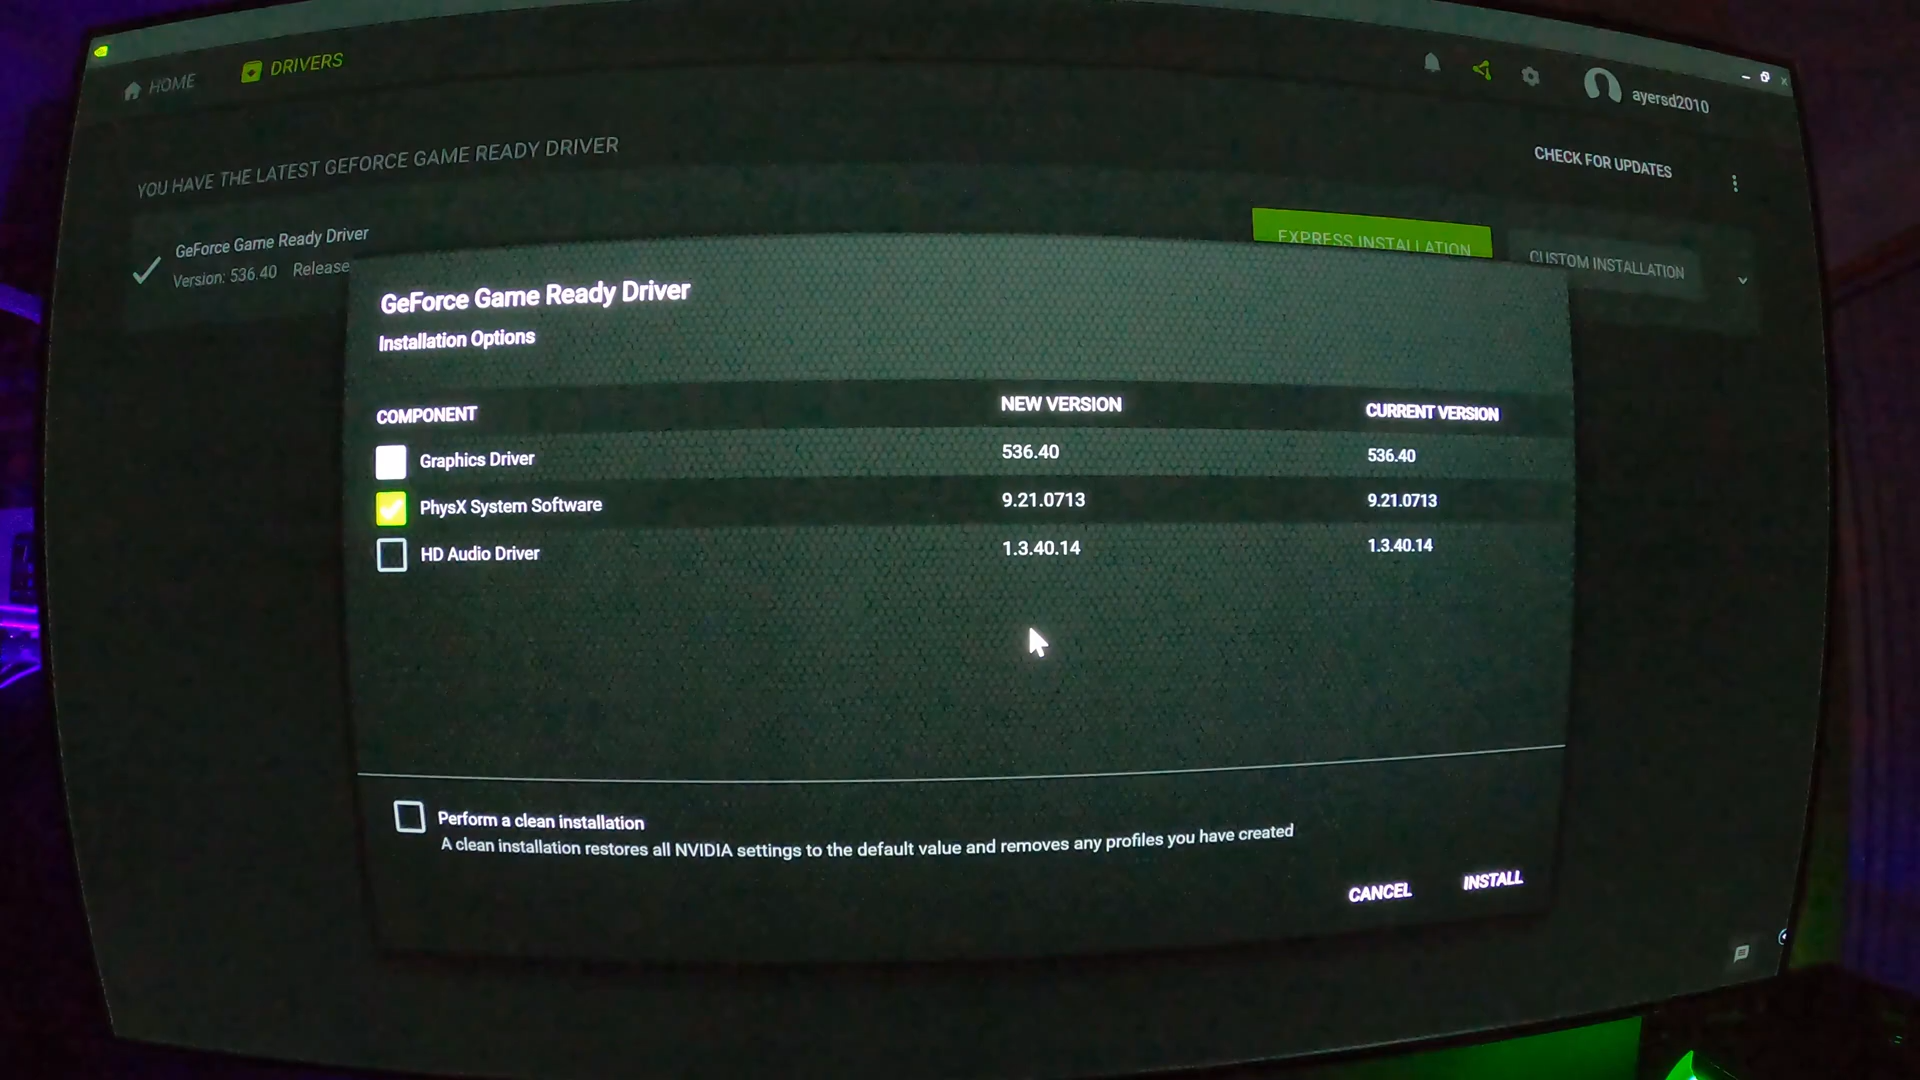 HOME
DRIVERS
ayersd2010
YOU HAVE THE LATEST GEFORCE GAME READY DRIVER
CHECK FOR UPDATES
GeForce Game Ready Driver
Version: 536.40 Release
EXPRESS INSTALLATION
CUSTOM INSTALLATION
GeForce Game Ready Driver
Installation Options
COMPONENT NEW VERSION CURRENT VERSION
Graphics Driver 536.40 536.40
PhysX System Software 9.21.0713 9.21.0713
HD Audio Driver 1.3.40.14 1.3.40.14
Perform a clean installation
A clean installation restores all NVIDIA settings to the default value and removes any profiles you have created
CANCEL INSTALL